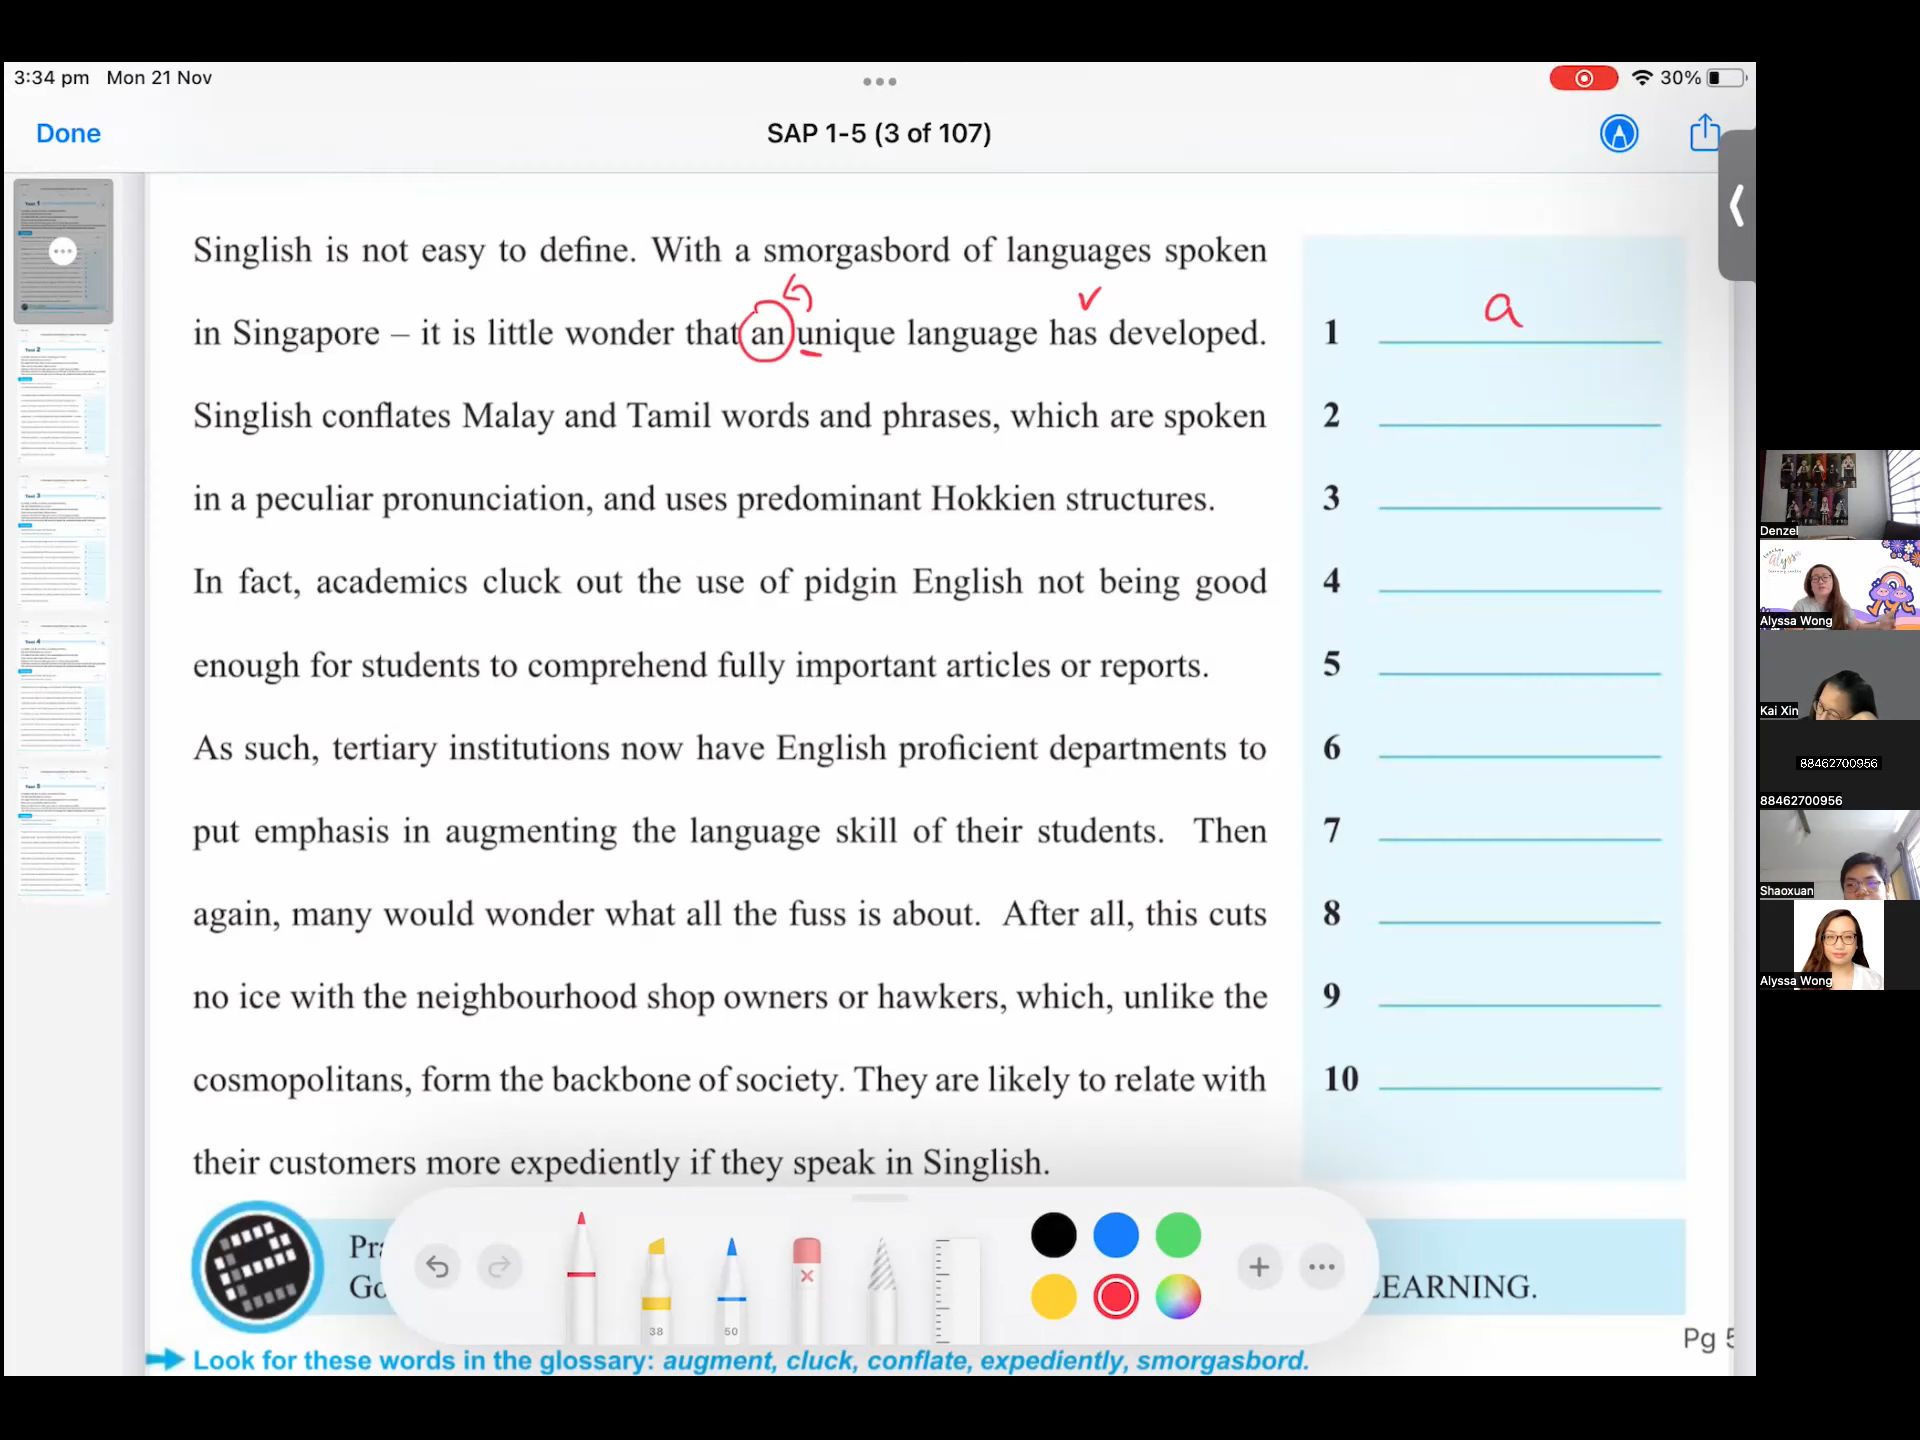 3:34 pm Mon 21 Nov
30%
Done
SAP 1-5 (3 of 107)
Singlish is not easy to define. With a smorgasbord of languages spoken
in Singapore – it is little wonder that an unique language has developed. 1 a
Singlish conflates Malay and Tamil words and phrases, which are spoken 2
in a peculiar pronunciation, and uses predominant Hokkien structures. 3
In fact, academics cluck out the use of pidgin English not being good 4
enough for students to comprehend fully important articles or reports. 5
As such, tertiary institutions now have English proficient departments to 6
put emphasis in augmenting the language skill of their students. Then 7
again, many would wonder what all the fuss is about. After all, this cuts 8
no ice with the neighbourhood shop owners or hawkers, which, unlike the 9
cosmopolitans, form the backbone of society. They are likely to relate with 10
their customers more expediently if they speak in Singlish.
38
50
EARNING.
Pg
Look for these words in the glossary: augment, cluck, conflate, expediently, smorgasbord.
Denzel
Alyssa Wong
Kai Xin
88462700956
88462700956
Shaoxuan
Alyssa Wong